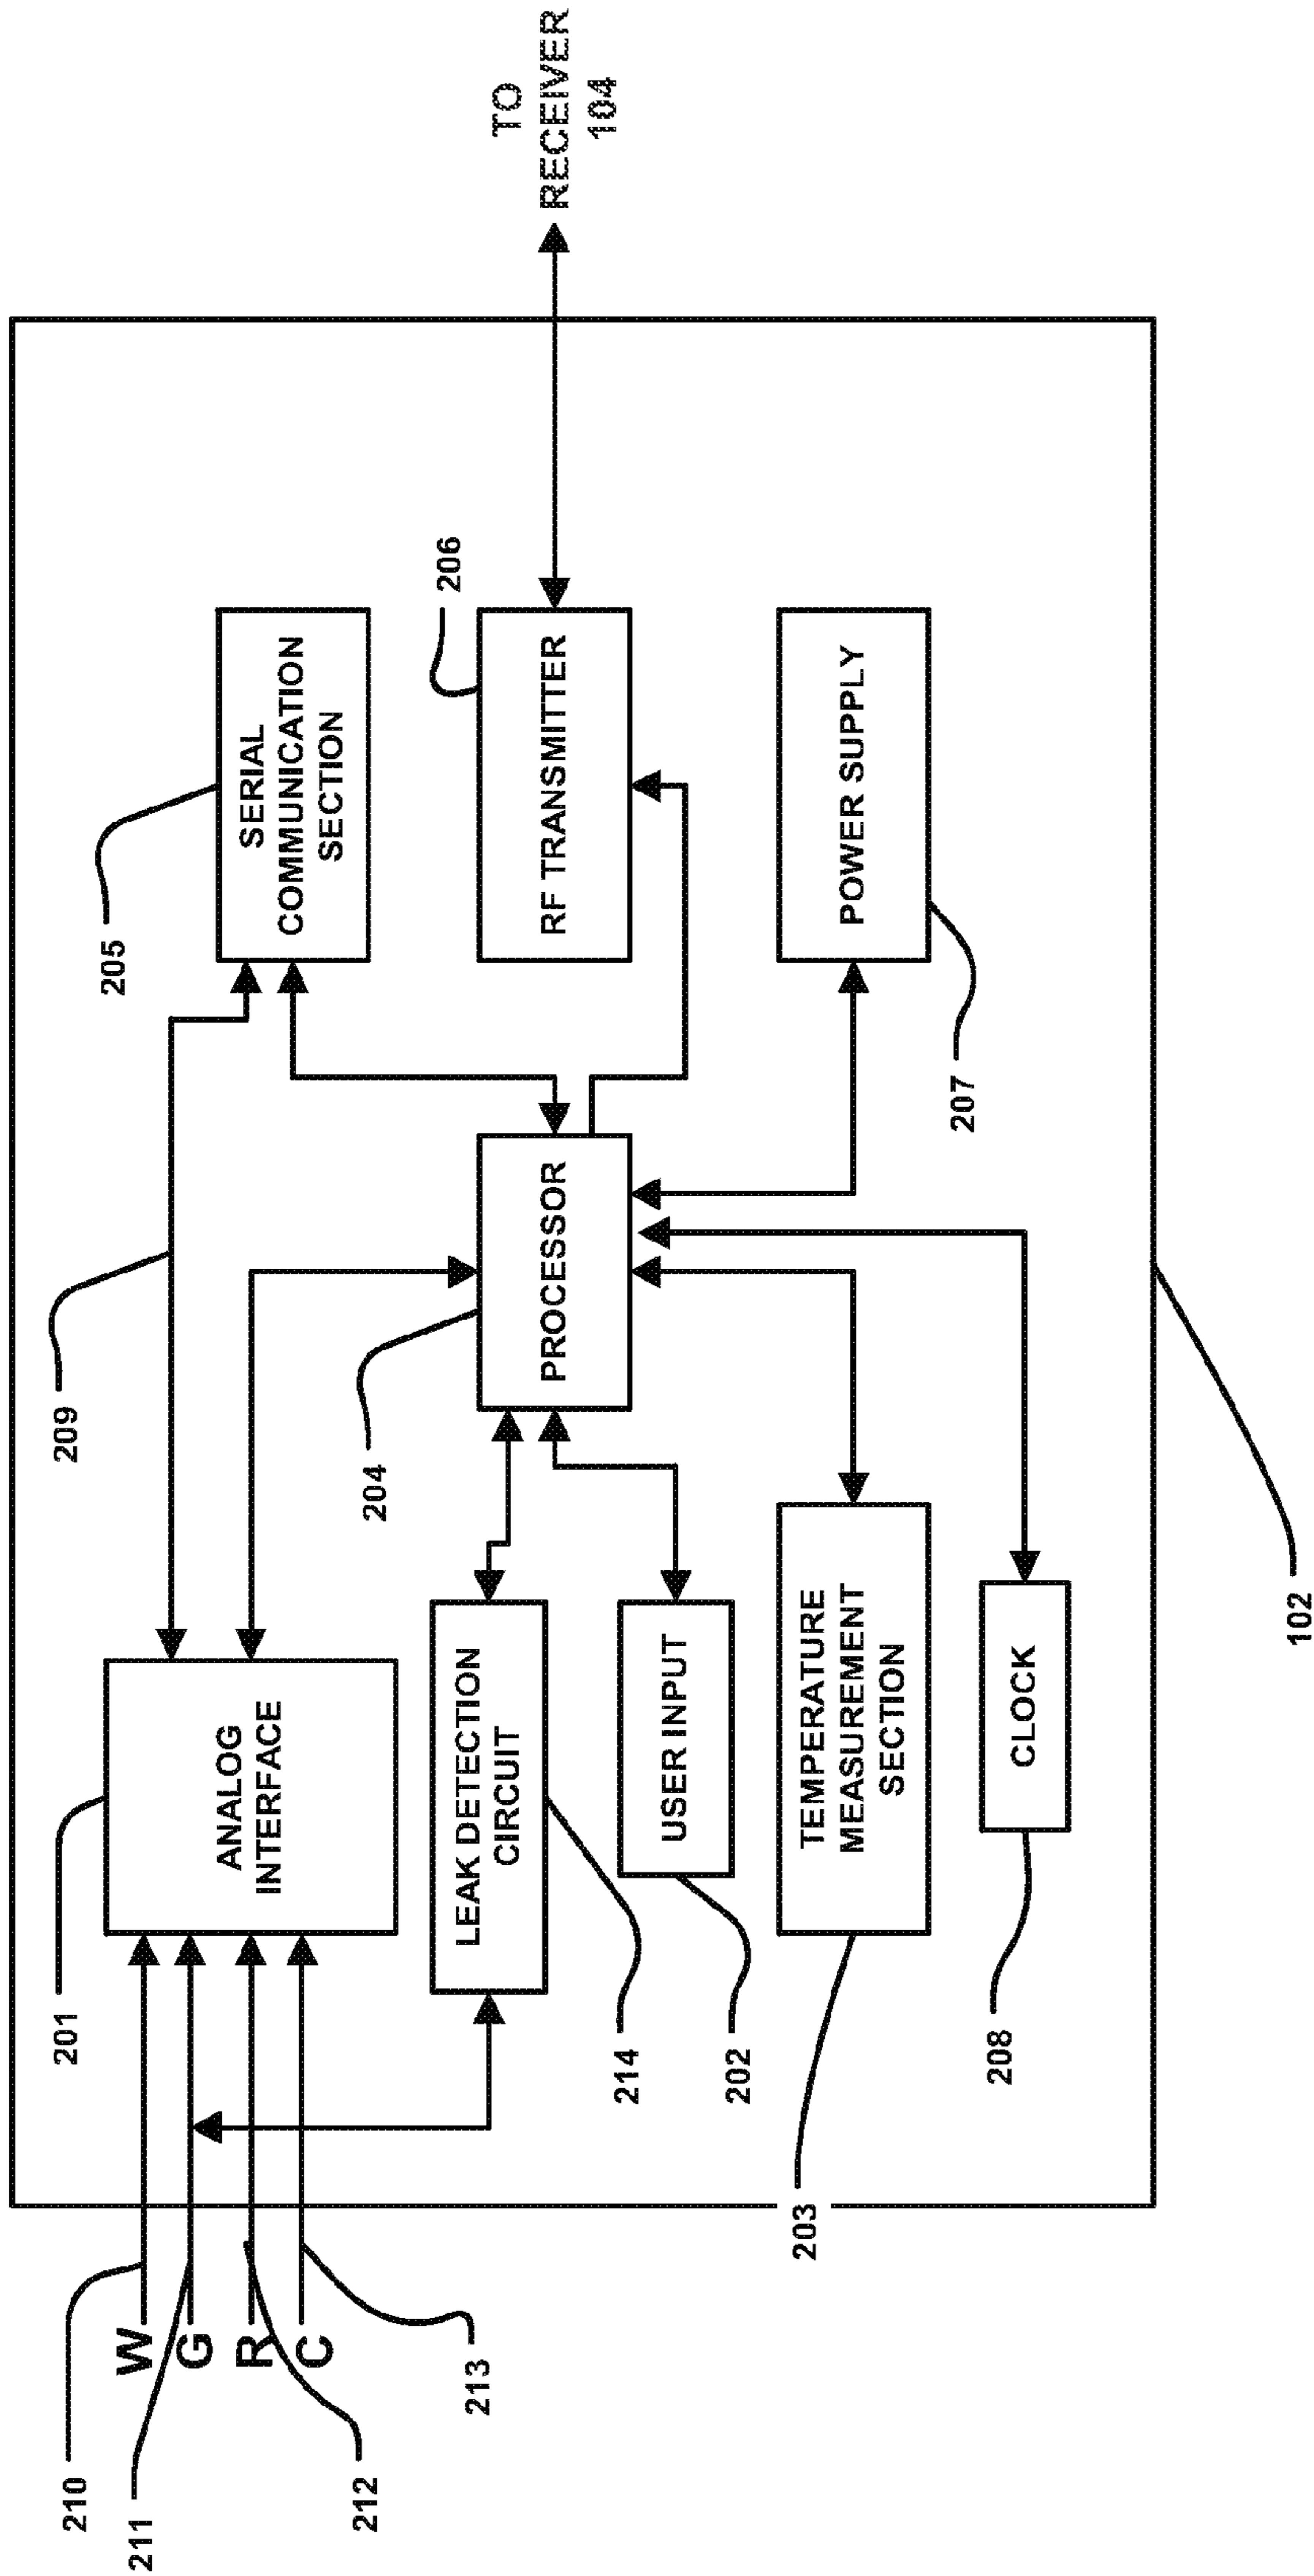 TO
RECEIVER
104
SERIAL
COMMUNICATION
SECTION
205
RF TRANSMITTER
206
POWER SUPPLY
207
209
PROCESSOR
204
ANALOG
INTERFACE
201
LEAK DETECTION
CIRCUIT
214
USER INPUT
202
TEMPERATURE
MEASUREMENT
SECTION
203
CLOCK
208
102
W
G
R
C
210
211
212
213